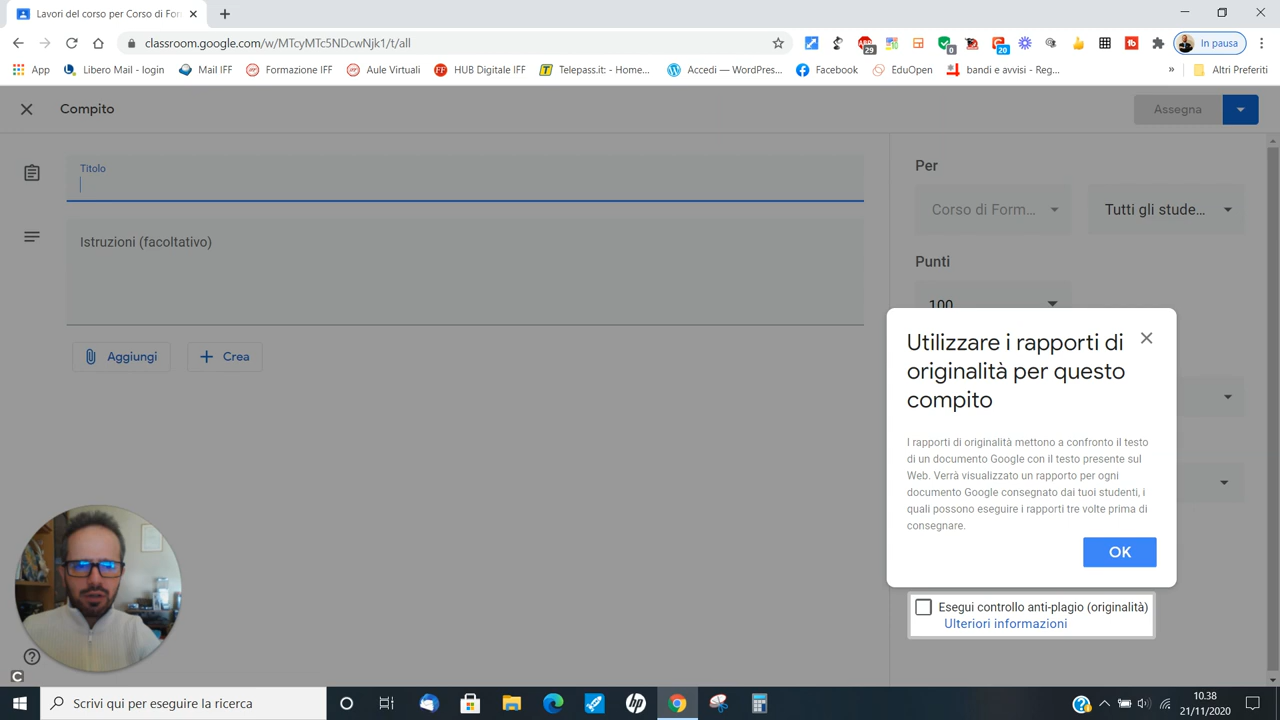 Lavori del corso per Corso di For
classroom.google.com/w/MTcyMTc5NDcwNjk1/t/all
29
0
20
In pausa
App
Libero Mail - login
Mail IFF
Formazione IFF
Aule Virtuali
HUB Digitale IFF
Telepass.it: - Home...
Accedi — WordPres...
Facebook
EduOpen
bandi e avvisi - Reg...
»
Altri Preferiti
Compito
Assegna
Titolo
Per
Corso di Form...
Tutti gli stude...
Istruzioni (facoltativo)
Punti
100
Aggiungi
Crea
Utilizzare i rapporti di
originalità per questo
compito
I rapporti di originalità mettono a confronto il testo
di un documento Google con il testo presente sul
Web. Verrà visualizzato un rapporto per ogni
documento Google consegnato dai tuoi studenti, i
quali possono eseguire i rapporti tre volte prima di
consegnare.
OK
Esegui controllo anti-plagio (originalità)
Ulteriori informazioni
Scrivi qui per eseguire la ricerca
10.38
21/11/2020